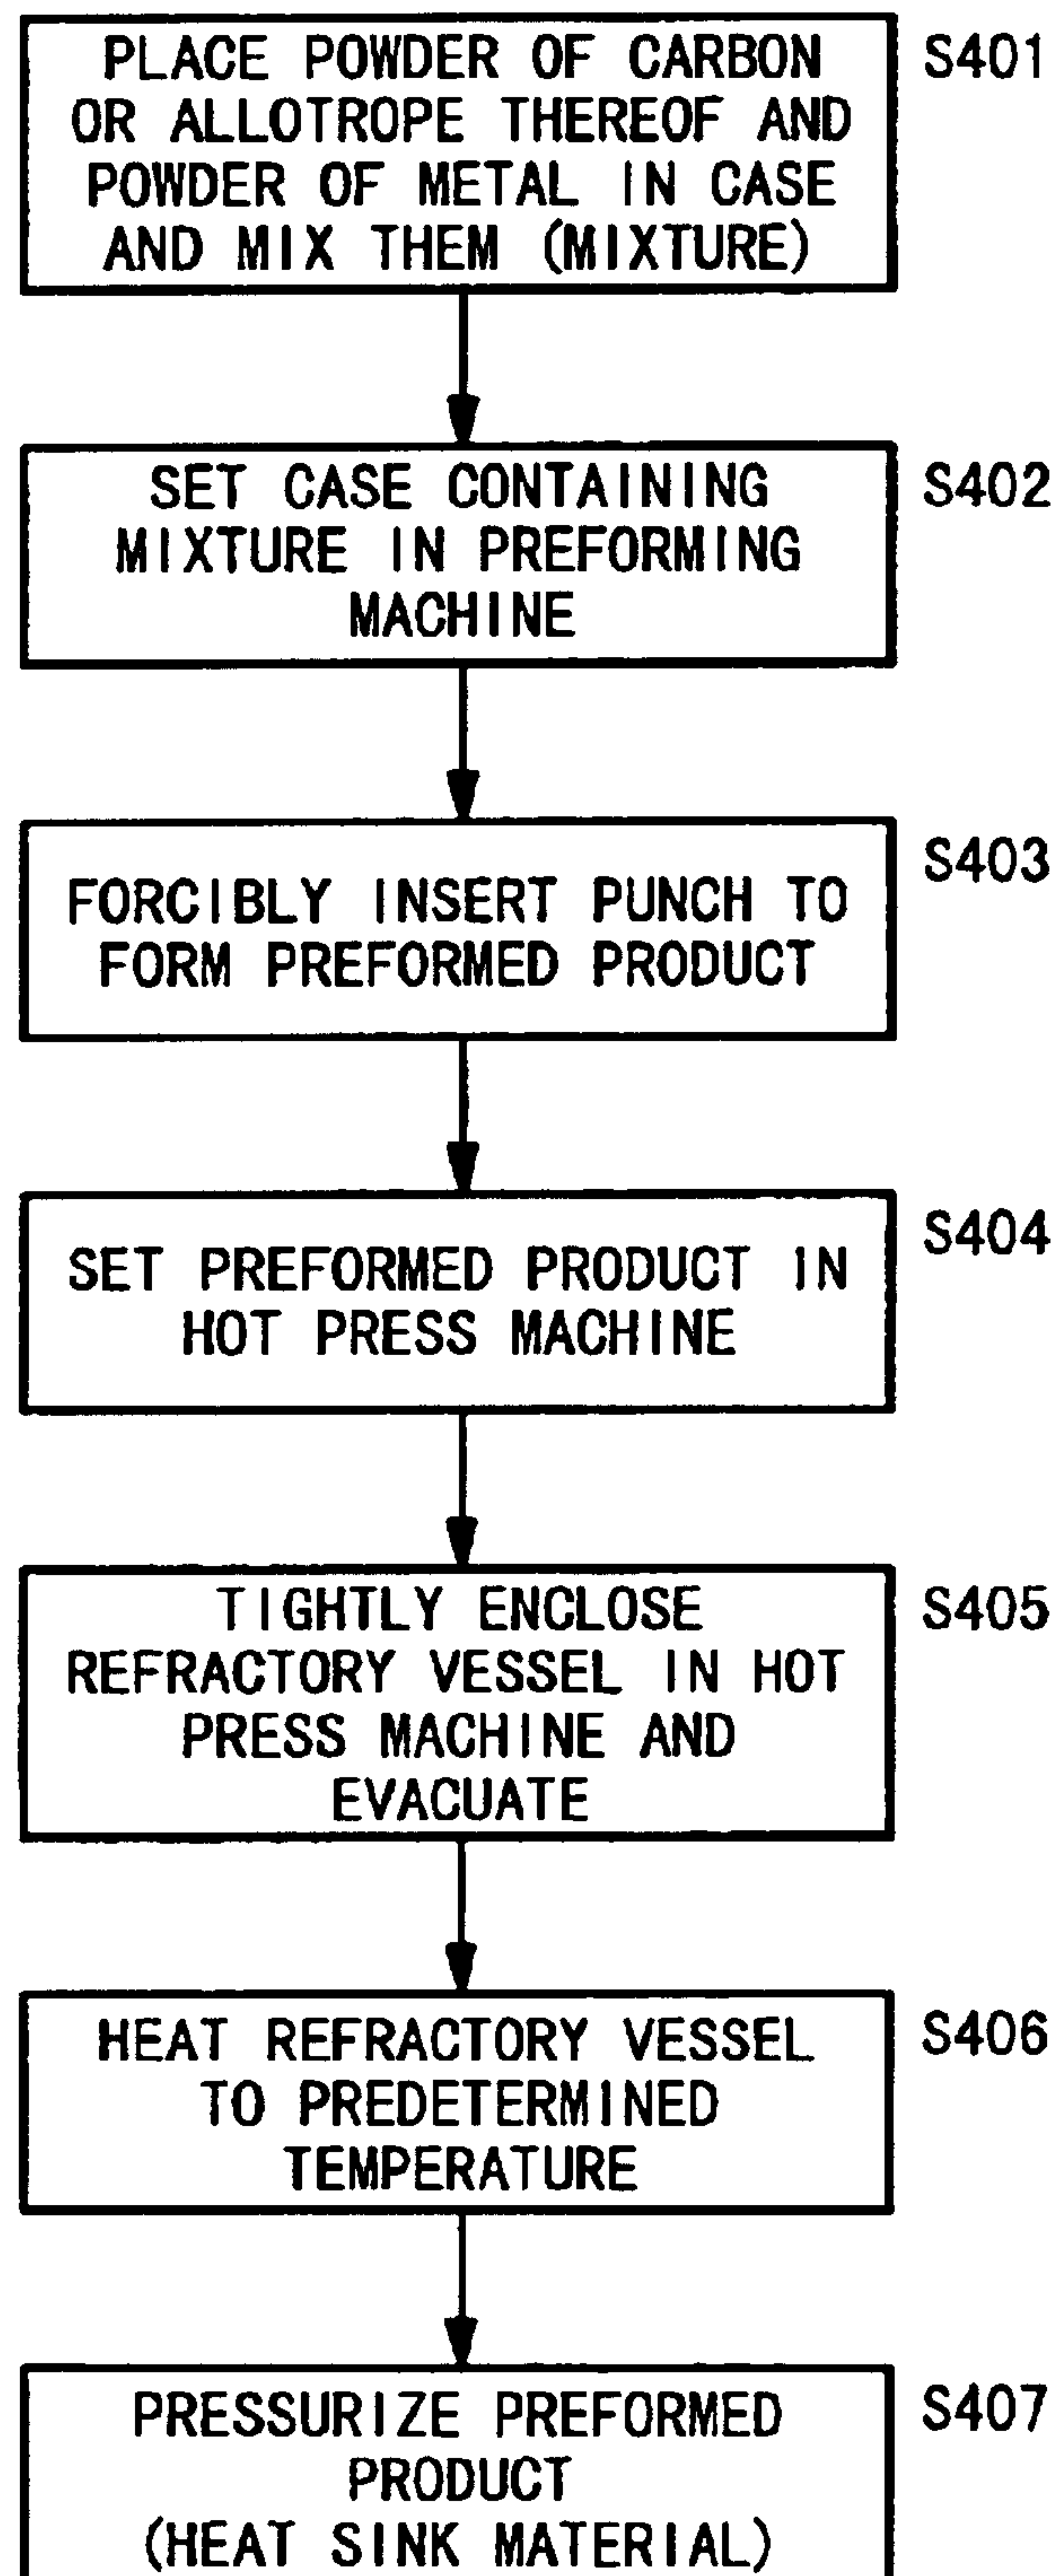 PLACE POWDER OF CARBON
OR ALLOTROPE THEREOF AND
POWDER OF METAL IN CASE
AND MIX THEM (MIXTURE)
S401
SET CASE CONTAINING
MIXTURE IN PREFORMING
MACHINE
S402
FORCIBLY INSERT PUNCH TO
FORM PREFORMED PRODUCT
S403
SET PREFORMED PRODUCT IN
HOT PRESS MACHINE
S404
TIGHTLY ENCLOSE
REFRACTORY VESSEL IN HOT
PRESS MACHINE AND
EVACUATE
S405
HEAT REFRACTORY VESSEL
TO PREDETERMINED
TEMPERATURE
S406
PRESSURIZE PREFORMED
PRODUCT
(HEAT SINK MATERIAL)
S407